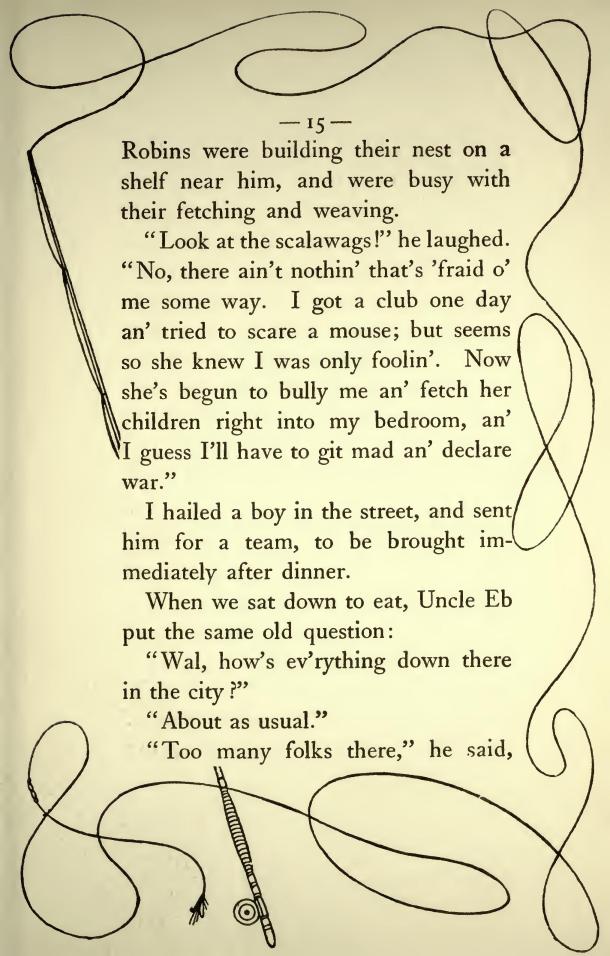 — 15 —
Robins were building their nest on a
shelf near him, and were busy with
their fetching and weaving.
“Look at the scalawags!” he laughed.
“No, there ain’t nothin’ that’s ’fraid o’
me some way. I got a club one day
an’ tried to scare a mouse; but seems
so she knew I was only foolin’. Now
she’s begun to bully me an’ fetch her
children right into my bedroom, an’
I guess I’ll have to git mad an’ declare
war.”
I hailed a boy in the street, and sent
him for a team, to be brought im-
mediately after dinner.
When we sat down to eat, Uncle Eb
put the same old question:
“Wal, how’s ev’rything down there
in the city?”
“About as usual.”
“Too many folks there,” he said,